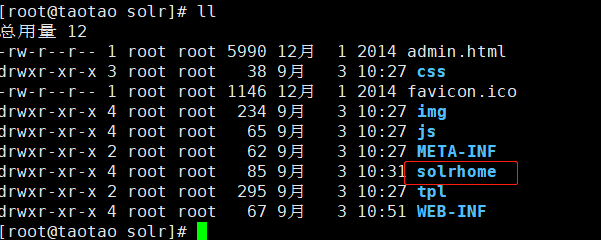 [root@taotao solr]# ll
总用量 12
-rw-r--r-- 1 root root 5990 12月  1 2014 admin.html
drwxr-xr-x 3 root root   38 9月   3 10:27 css
-rw-r--r-- 1 root root 1146 12月  1 2014 favicon.ico
drwxr-xr-x 4 root root  234 9月   3 10:27 img
drwxr-xr-x 4 root root   65 9月   3 10:27 js
drwxr-xr-x 2 root root   62 9月   3 10:27 META-INF
drwxr-xr-x 4 root root   85 9月   3 10:31 solrhome
drwxr-xr-x 2 root root  295 9月   3 10:27 tpl
drwxr-xr-x 4 root root   67 9月   3 10:51 WEB-INF
[root@taotao solr]#